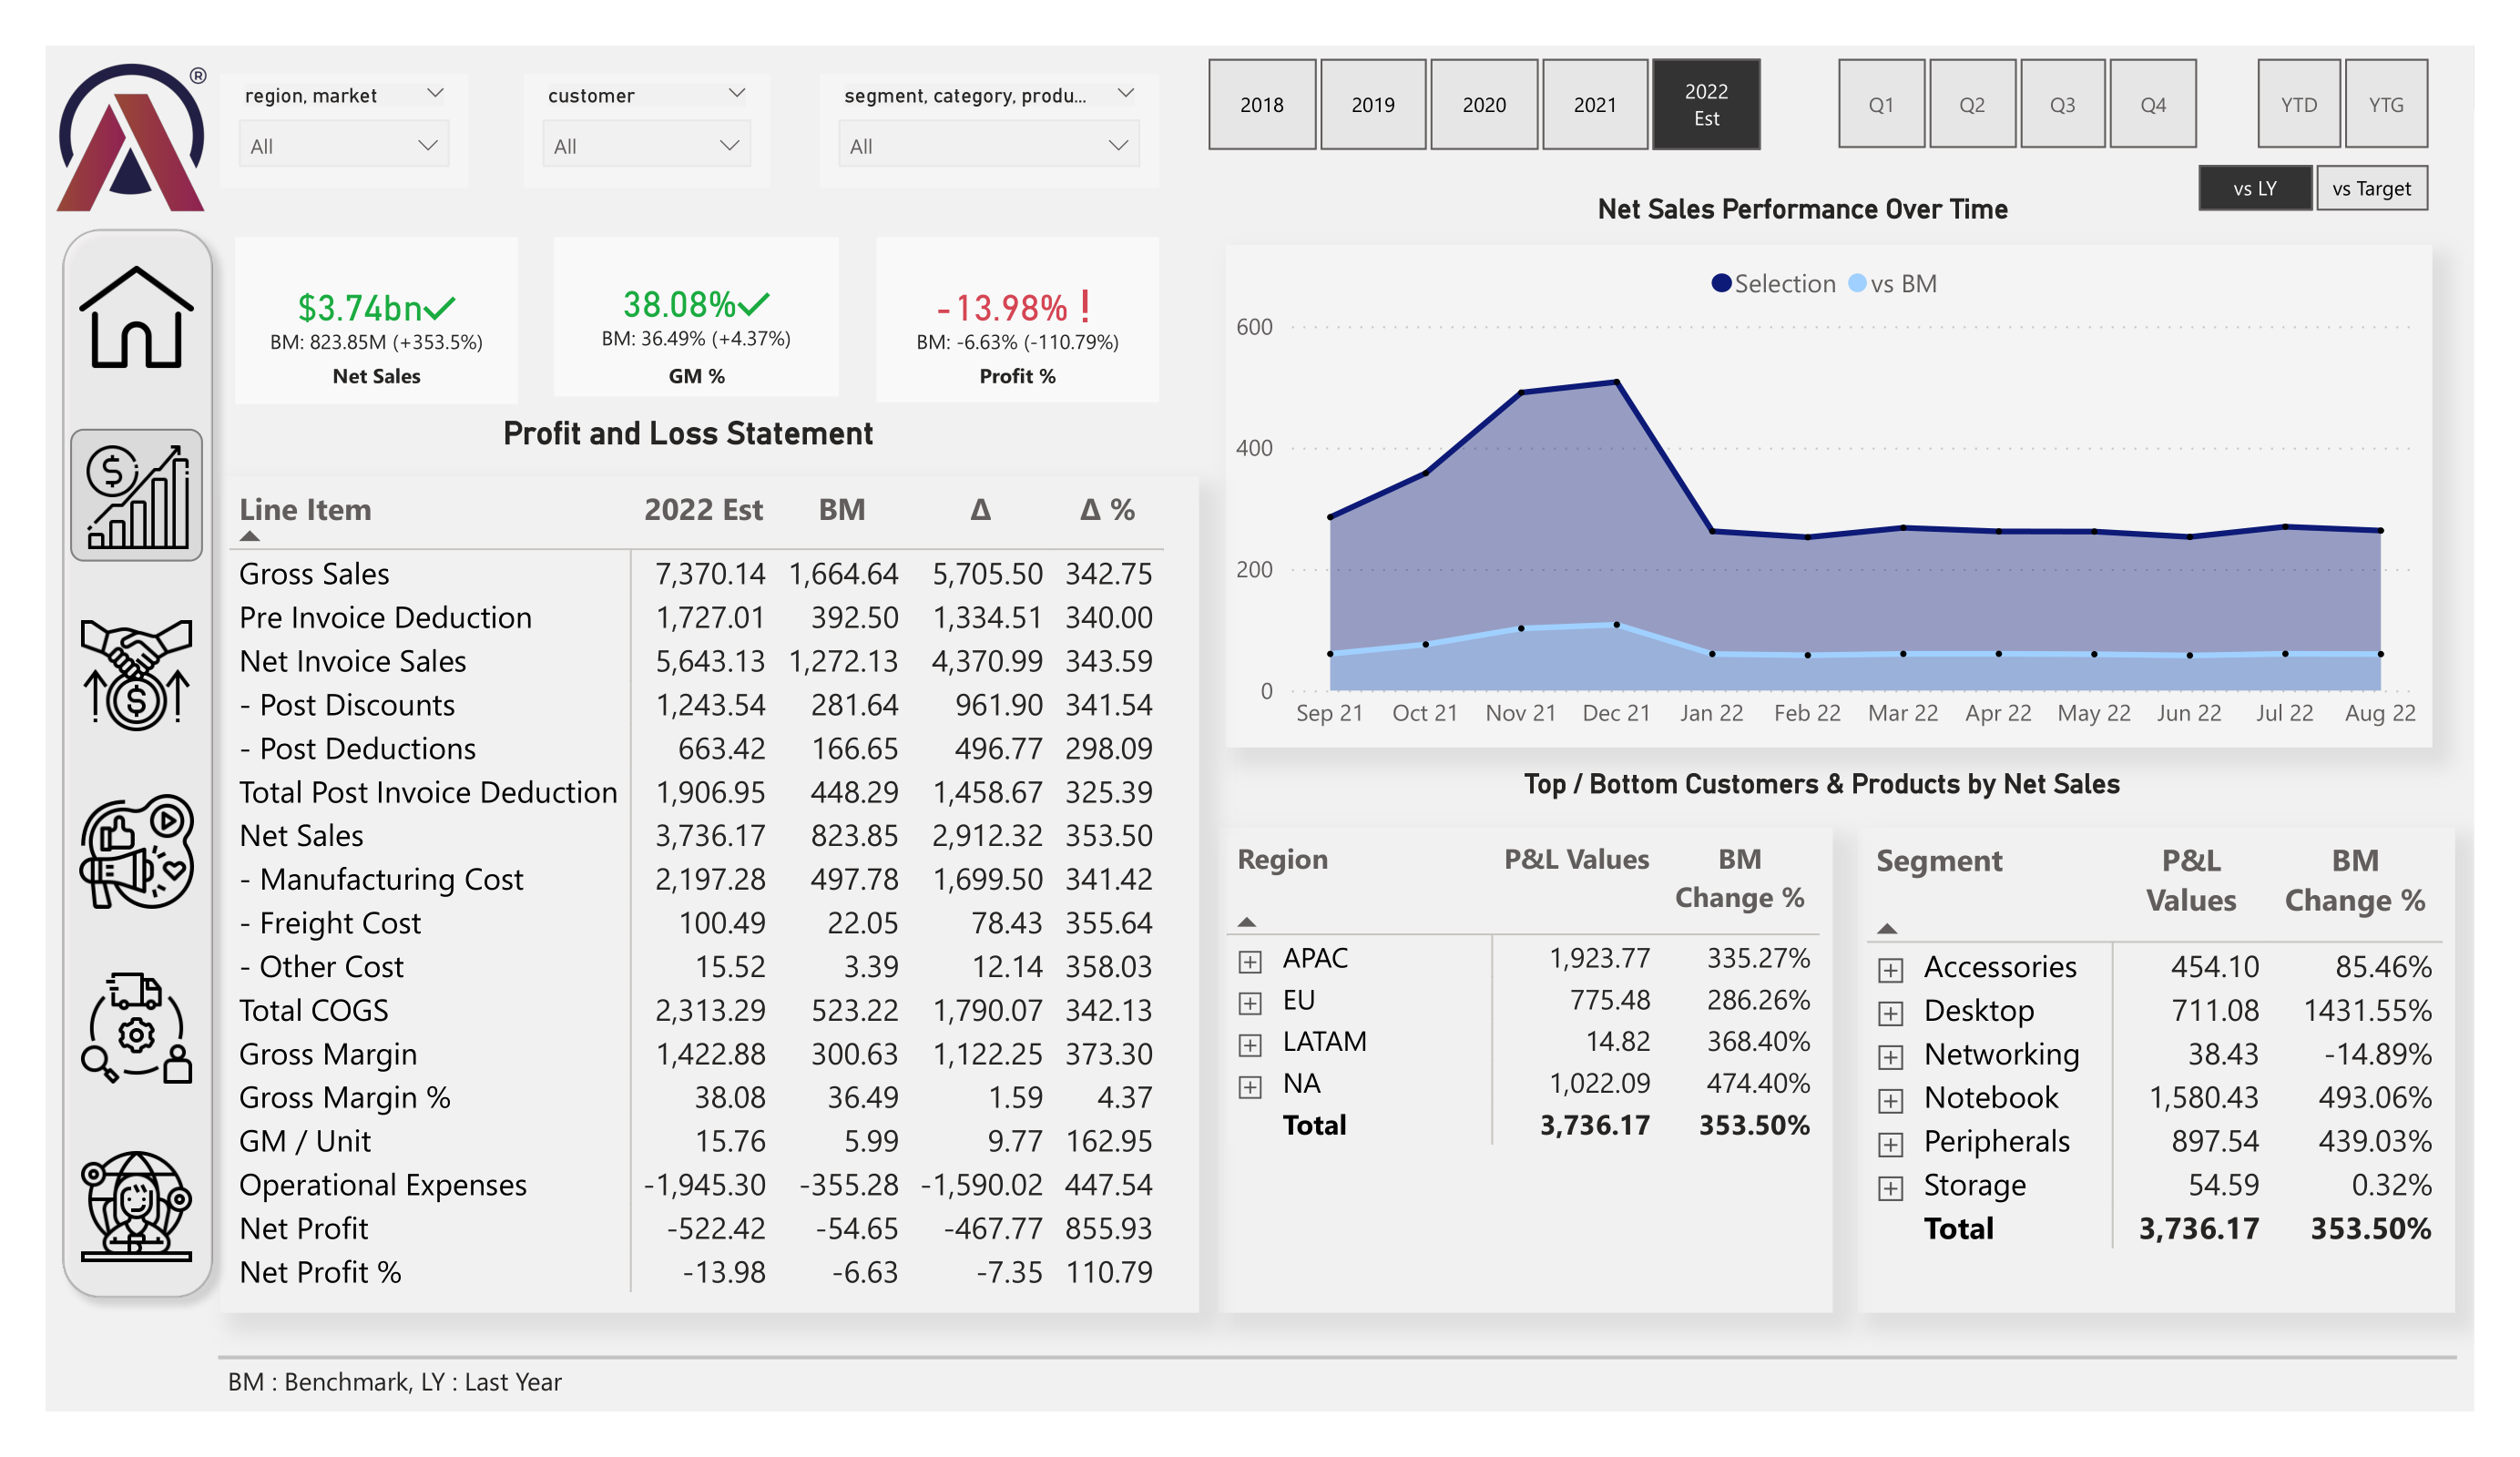 ®
region, market
All
customer
All
segment, category, produ...
All
2018
2019
2020
2021
2022
Est
Q1
Q2
Q3
Q4
YTD
YTG
vs LY
vs Target
$3.74bn
BM: 823.85M (+353.5%)
Net Sales
38.08%
BM: 36.49% (+4.37%)
GM %
-13.98% !
BM: -6.63% (-110.79%)
Profit %
Profit and Loss Statement
Line Item 2022 Est BM Δ Δ %
Gross Sales 7,370.14 1,664.64 5,705.50 342.75
Pre Invoice Deduction 1,727.01 392.50 1,334.51 340.00
Net Invoice Sales 5,643.13 1,272.13 4,370.99 343.59
- Post Discounts 1,243.54 281.64 961.90 341.54
- Post Deductions 663.42 166.65 496.77 298.09
Total Post Invoice Deduction 1,906.95 448.29 1,458.67 325.39
Net Sales 3,736.17 823.85 2,912.32 353.50
- Manufacturing Cost 2,197.28 497.78 1,699.50 341.42
- Freight Cost 100.49 22.05 78.43 355.64
- Other Cost 15.52 3.39 12.14 358.03
Total COGS 2,313.29 523.22 1,790.07 342.13
Gross Margin 1,422.88 300.63 1,122.25 373.30
Gross Margin % 38.08 36.49 1.59 4.37
GM / Unit 15.76 5.99 9.77 162.95
Operational Expenses -1,945.30 -355.28 -1,590.02 447.54
Net Profit -522.42 -54.65 -467.77 855.93
Net Profit % -13.98 -6.63 -7.35 110.79
Net Sales Performance Over Time
Selection vs BM
600
400
200
0
Sep 21 Oct 21 Nov 21 Dec 21 Jan 22 Feb 22 Mar 22 Apr 22 May 22 Jun 22 Jul 22 Aug 22
Top / Bottom Customers & Products by Net Sales
Region P&L Values BM
Change %
APAC 1,923.77 335.27%
EU 775.48 286.26%
LATAM 14.82 368.40%
NA 1,022.09 474.40%
Total 3,736.17 353.50%
Segment P&L BM
Values Change %
Accessories 454.10 85.46%
Desktop 711.08 1431.55%
Networking 38.43 -14.89%
Notebook 1,580.43 493.06%
Peripherals 897.54 439.03%
Storage 54.59 0.32%
Total 3,736.17 353.50%
BM : Benchmark, LY : Last Year